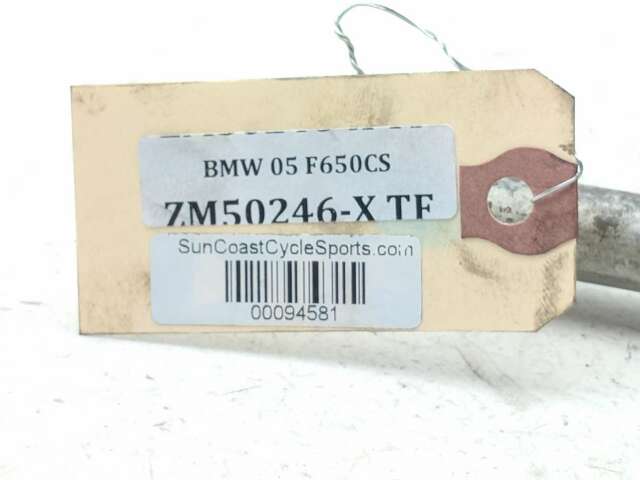 BMW 05 F650CS
ZM50246-X TF
SunCoastCycleSports.com
00094581